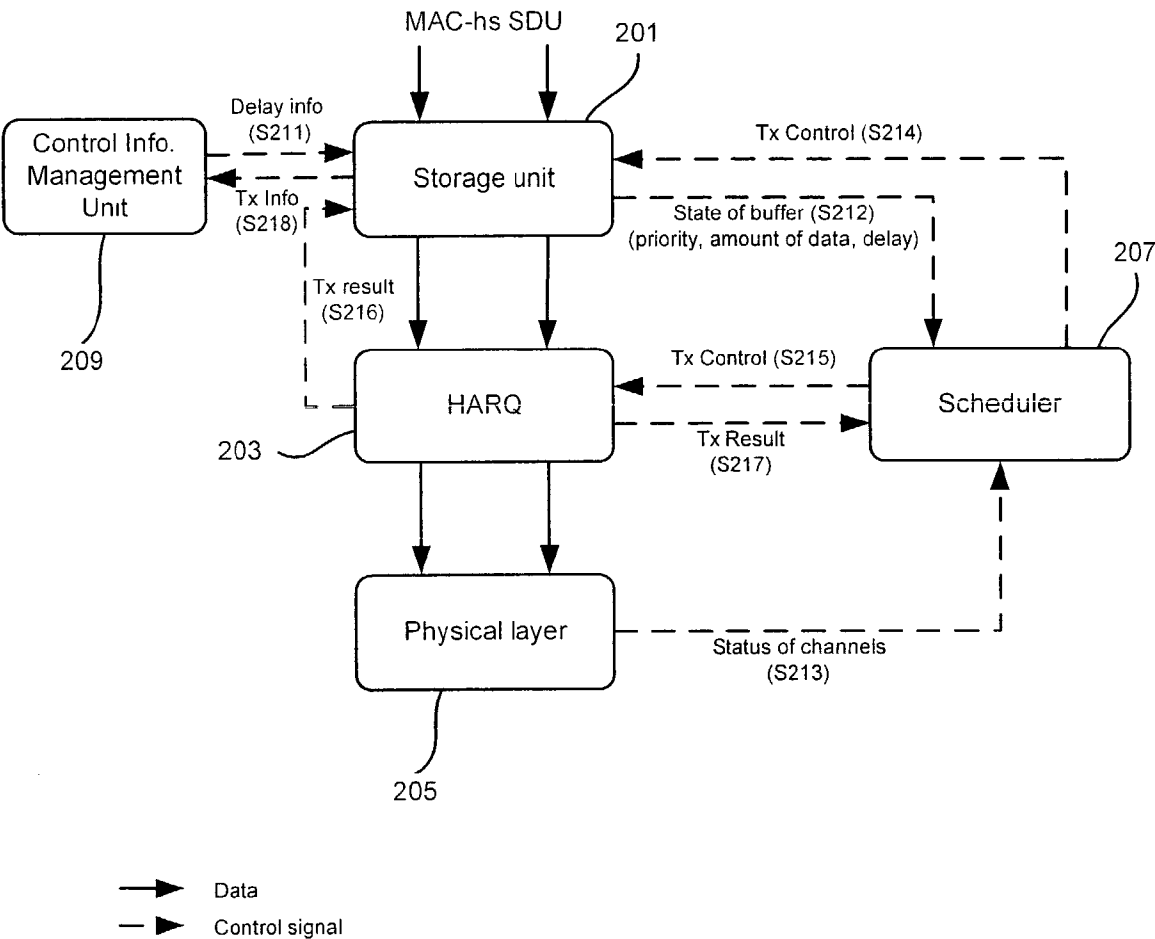 MAC-hs SDU
201
Delay info
(S211)
Tx Control (S214)
Control Info.
Management
Unit
Storage unit
Tx Info
(S218)
State of buffer (S212)
(priority, amount of data, delay)
207
Tx result
(S216)
209
Tx Control (S215)
HARQ
Scheduler
203
Tx Result
(S217)
Physical layer
Status of channels
(S213)
205
Data
Control signal